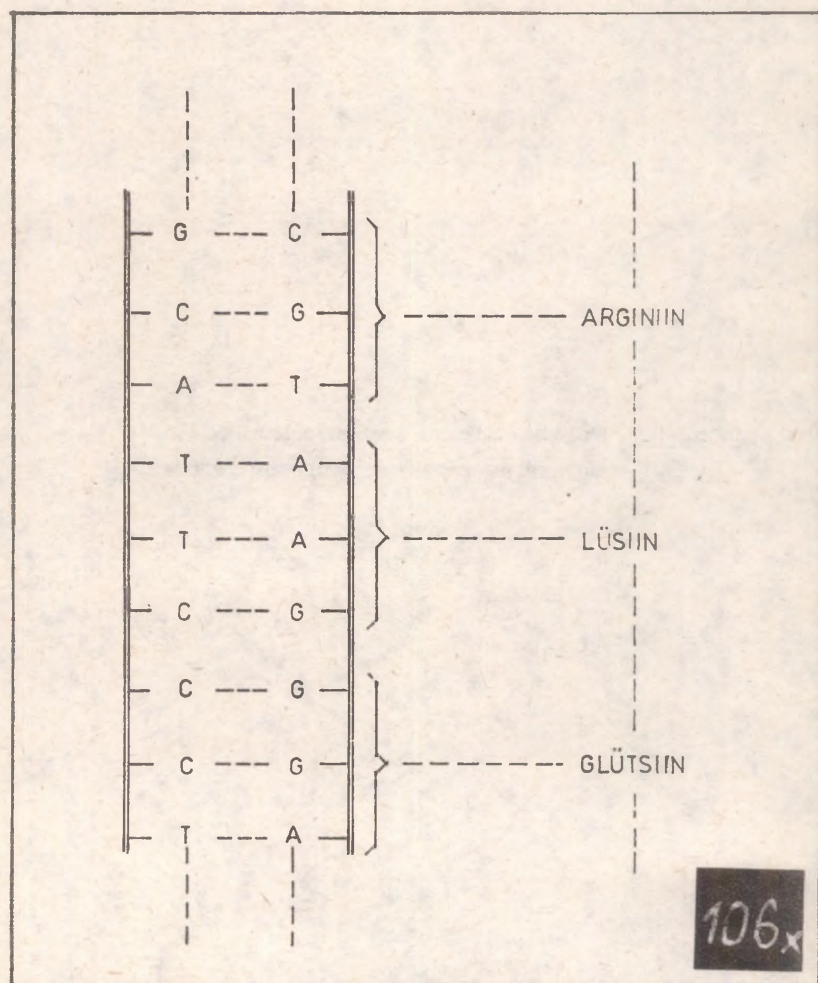 G C
C G
ARGINIIN
A T
T A
T A
LÜSIIN
C G
C G
C G
GLÜTSIIN
T A
106x